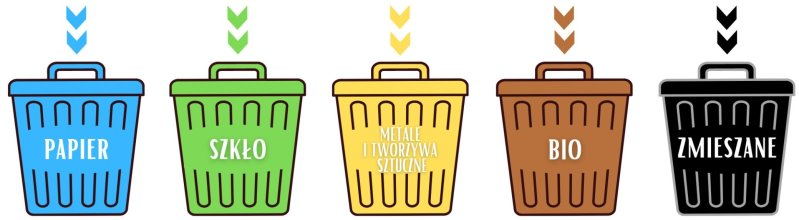 PAPIER
SZKŁO
METALE
I TWORZYWA
SZTUCZNE
BIO
ZMIESZANE